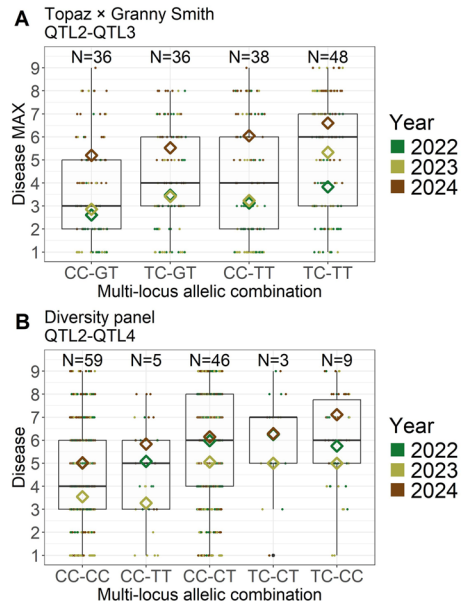 A
Topaz × Granny Smith
QTL2-QTL3
N=36 N=36 N=38 N=48
9
8
7
6
5
4
3
2
1
Disease MAX
CC-GT TC-GT CC-TT TC-TT
Multi-locus allelic combination
Year
2022
2023
2024
B
Diversity panel
QTL2-QTL4
N=59 N=5 N=46 N=3 N=9
9
8
7
6
5
4
3
2
1
Disease
CC-CC CC-TT CC-CT TC-CT TC-CC
Multi-locus allelic combination
Year
2022
2023
2024